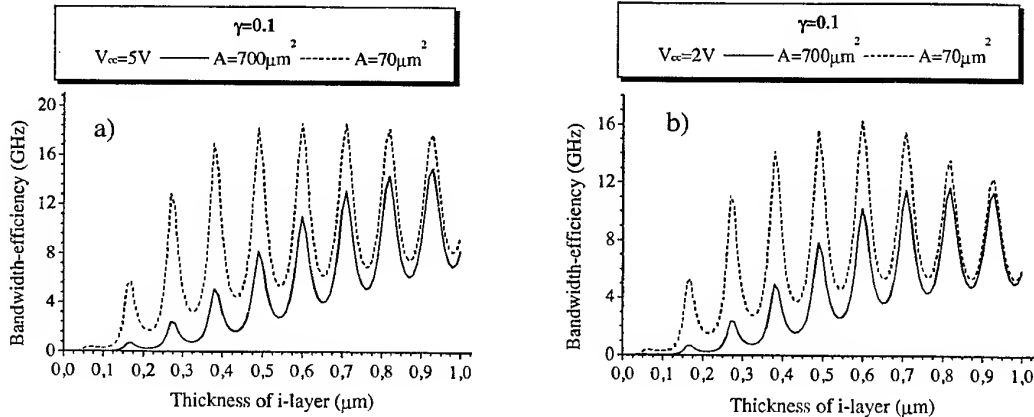 γ=0.1
V_cc=5V A=700μm² A=70μm²
a)
Bandwidth-efficiency (GHz)
20
16
12
8
4
0
0,0 0,1 0,2 0,3 0,4 0,5 0,6 0,7 0,8 0,9 1,0
Thickness of i-layer (μm)
γ=0.1
V_cc=2V A=700μm² A=70μm²
b)
Bandwidth-efficiency (GHz)
16
12
8
4
0
0,0 0,1 0,2 0,3 0,4 0,5 0,6 0,7 0,8 0,9 1,0
Thickness of i-layer (μm)